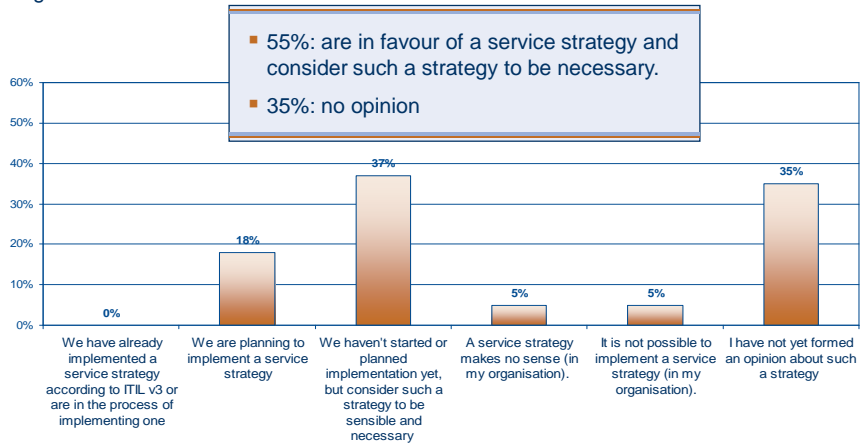 55%: are in favour of a service strategy and
consider such a strategy to be necessary.
35%: no opinion
60%
50%
40%
30%
20%
10%
0%
0%
18%
37%
5%
5%
35%
We have already
implemented a
service strategy
according to ITIL v3 or
are in the process of
implementing one
We are planning to
implement a service
strategy
We haven't started or
planned
implementation yet,
but consider such a
strategy to be
sensible and
necessary
A service strategy
makes no sense (in
my organisation).
It is not possible to
implement a service
strategy (in my
organisation).
I have not yet formed
an opinion about such
a strategy